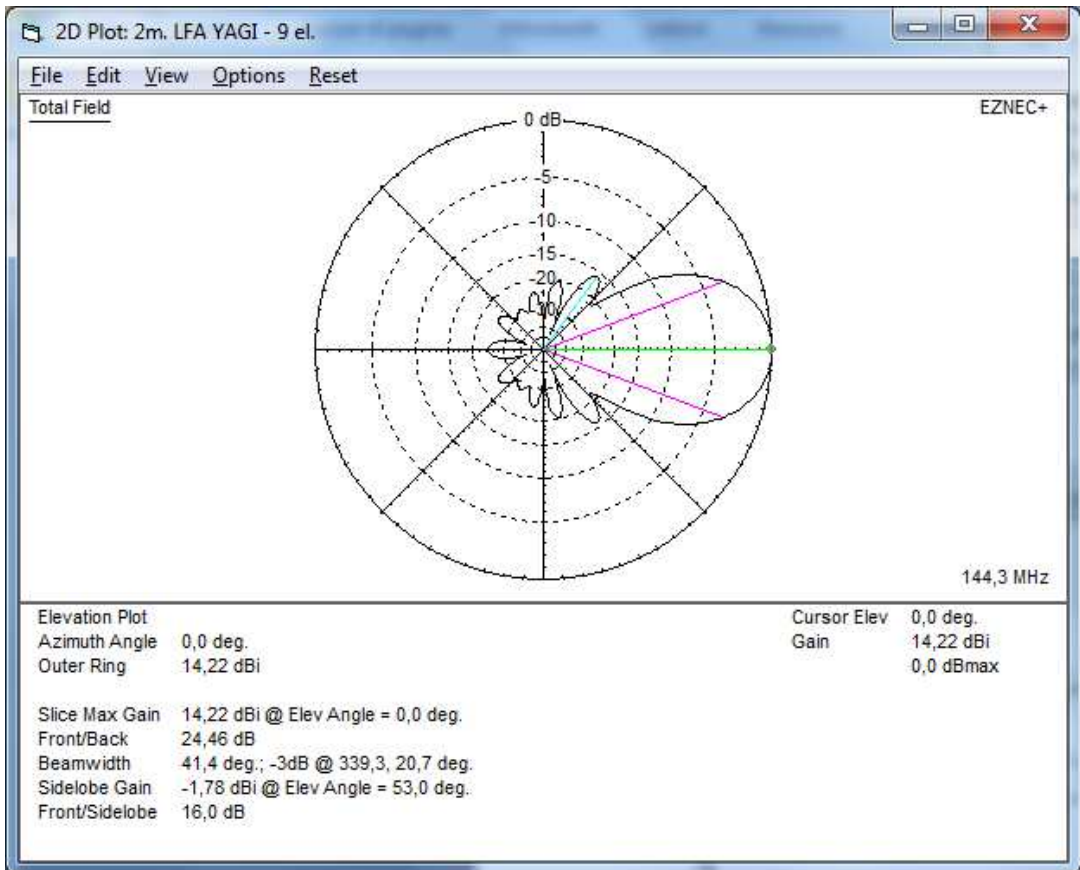 2D Plot: 2m. LFA YAGI - 9 el.
File Edit View Options Reset
Total Field
EZNEC+
0 dB
-5
-10
-15
-20
144,3 MHz
Elevation Plot
Azimuth Angle 0,0 deg.
Outer Ring 14,22 dBi
Slice Max Gain 14,22 dBi @ Elev Angle = 0,0 deg.
Front/Back 24,46 dB
Beamwidth 41,4 deg.; -3dB @ 339,3, 20,7 deg.
Sidelobe Gain -1,78 dBi @ Elev Angle = 53,0 deg.
Front/Sidelobe 16,0 dB
Cursor Elev 0,0 deg.
Gain 14,22 dBi
0,0 dBmax